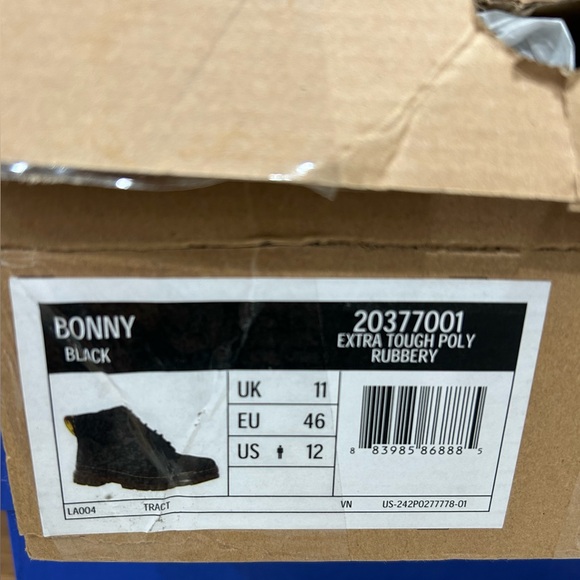 BONNY
BLACK
20377001
EXTRA TOUGH POLY
RUBBERY
UK 11
EU 46
US 12
8 83985 86888 5
LA004 TRACT VN US-242P0277778-01